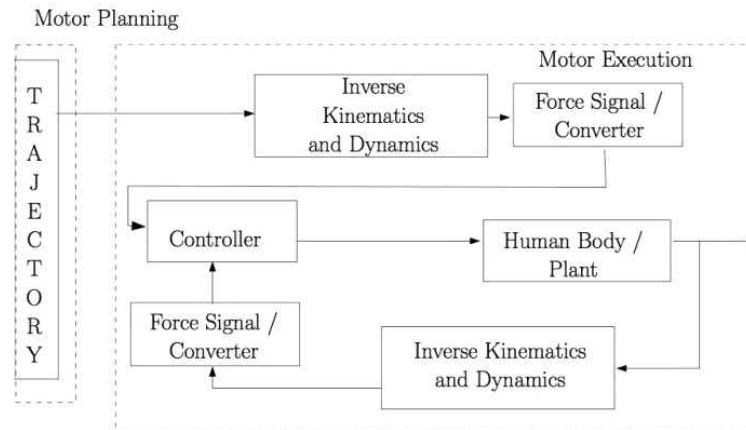 Motor Planning
T
R
A
J
E
C
T
O
R
Y
Motor Execution
Inverse
Kinematics
and Dynamics
Force Signal /
Converter
Controller
Human Body /
Plant
Force Signal /
Converter
Inverse Kinematics
and Dynamics